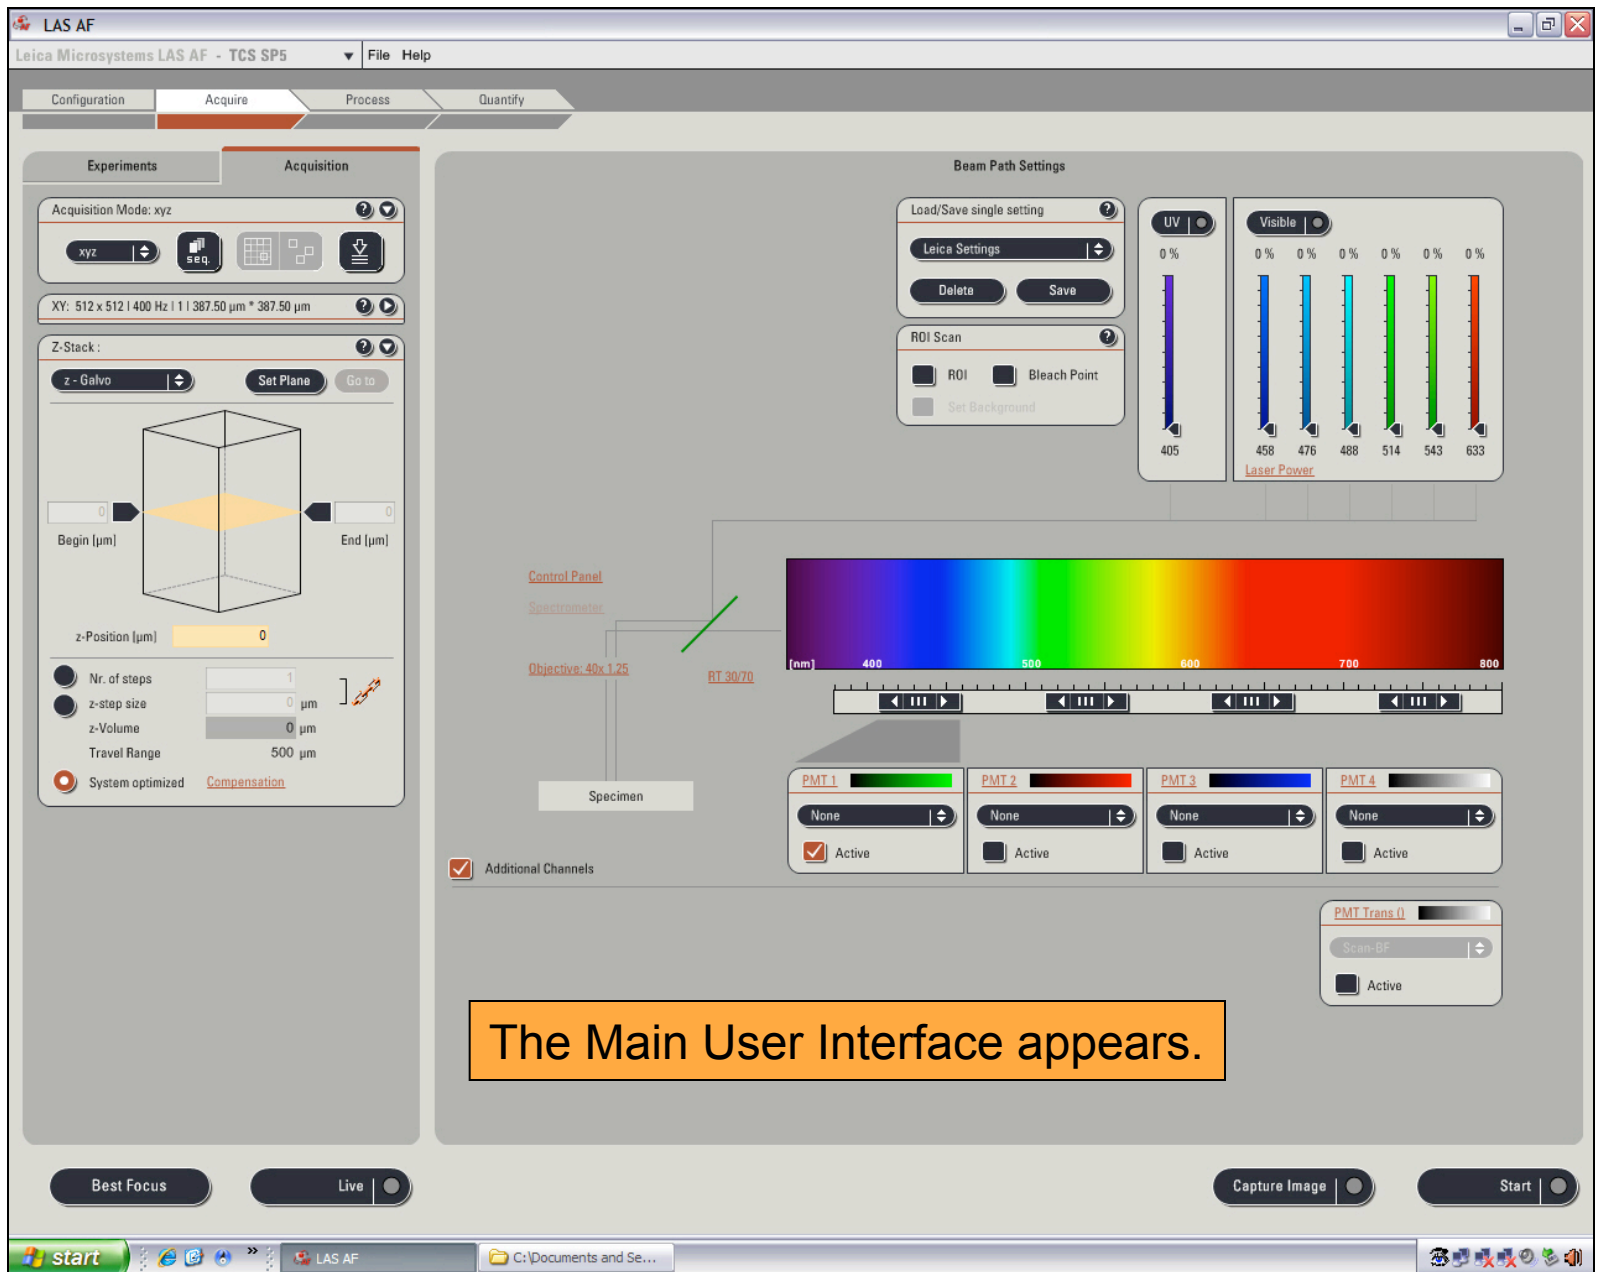 LAS AF
Leica Microsystems LAS AF - TCS SP5 File Help
Configuration Acquire Process Quantify
Experiments Acquisition
Acquisition Mode: xyz
xyz seq.
XY: 512 x 512 | 400 Hz | 1 | 387.50 µm * 387.50 µm
Z-Stack :
z - Galvo Set Plane Go to
0 0
Begin [µm] End [µm]
z-Position [µm] 0
Nr. of steps 1
z-step size 0 µm
z-Volume 0 µm
Travel Range 500 µm
System optimized Compensation
Beam Path Settings
Load/Save single setting
Leica Settings
Delete Save
ROI Scan
ROI Bleach Point
Set Background
UV Visible
0 % 0 % 0 % 0 % 0 % 0 % 0 %
405 458 476 488 514 543 633
Laser Power
Control Panel
Spectrometer
Objective: 40x 1.25
RT 30/70
[nm] 400 500 600 700 800
Specimen
PMT 1 PMT 2 PMT 3 PMT 4
None None None None
Active Active Active Active
Additional Channels
PMT Trans ()
Scan-BF
Active
The Main User Interface appears.
Best Focus Live Capture Image Start
start LAS AF C:\Documents and Se...